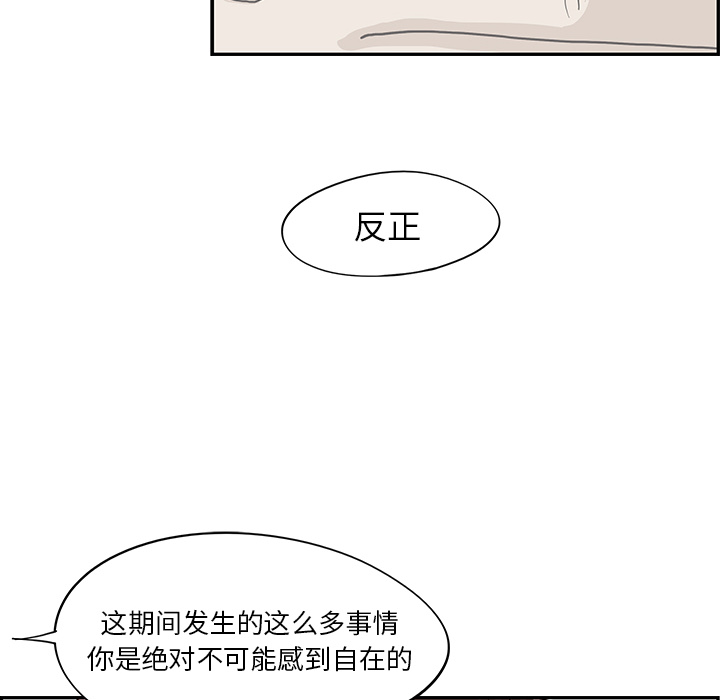 反正
这期间发生的这么多事情
你是绝对不可能感到自在的